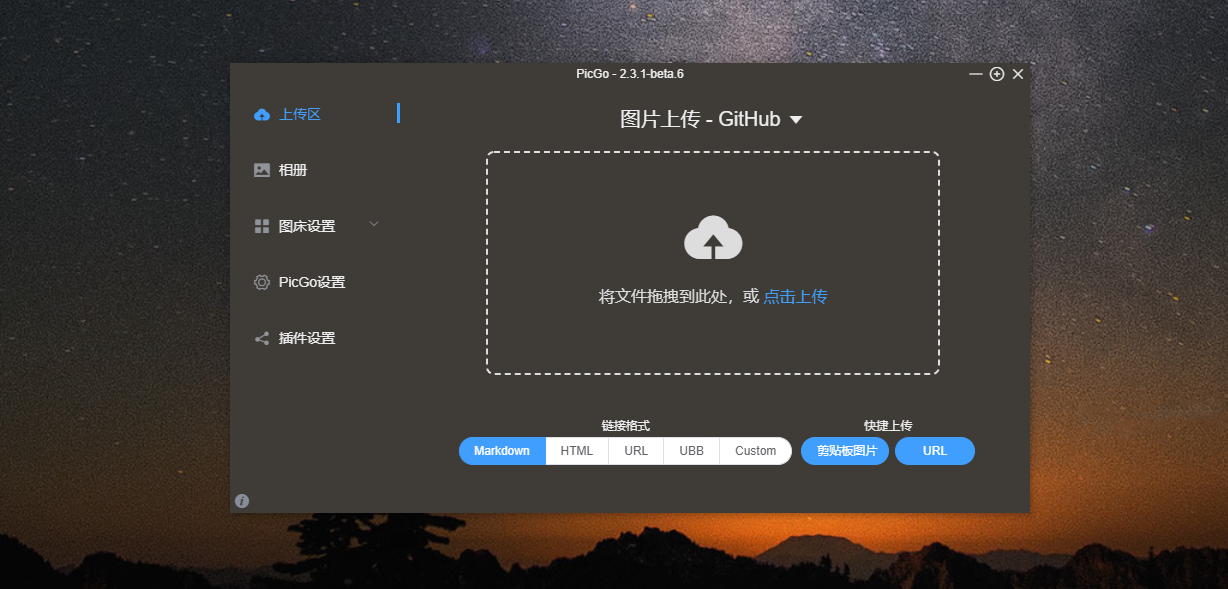 PicGo - 2.3.1-beta.6
上传区
相册
图床设置
PicGo设置
插件设置
图片上传 - GitHub
将文件拖拽到此处，或 点击上传
链接格式
Markdown HTML URL UBB Custom
快捷上传
剪贴板图片 URL